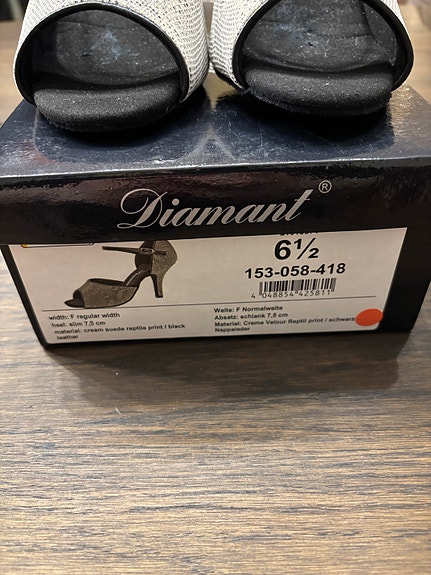 Diamant®
6½
153-058-418
4 048854 425811
width: F regular width
heel: slim 7,5 cm
material: cream suede reptile print / black
leather
Weite: F Normalweite
Absatz: schlank 7,5 cm
Material: Creme Velour Reptil print / schwarz
Nappaleder